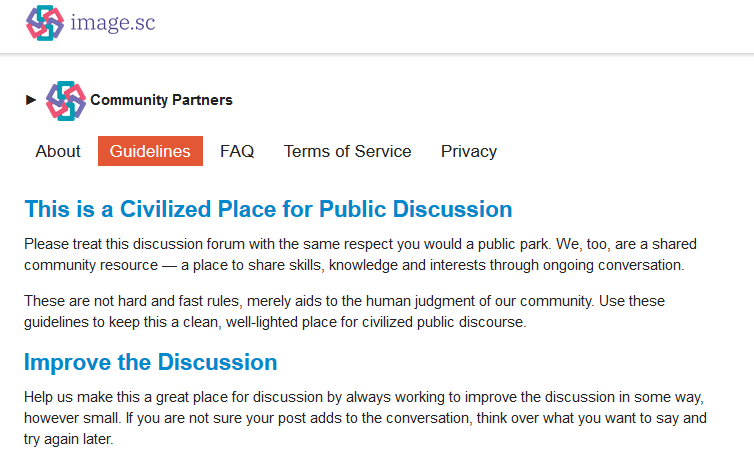 image.sc
Community Partners
About Guidelines FAQ Terms of Service Privacy
This is a Civilized Place for Public Discussion
Please treat this discussion forum with the same respect you would a public park. We, too, are a shared
community resource — a place to share skills, knowledge and interests through ongoing conversation.
These are not hard and fast rules, merely aids to the human judgment of our community. Use these
guidelines to keep this a clean, well-lighted place for civilized public discourse.
Improve the Discussion
Help us make this a great place for discussion by always working to improve the discussion in some way,
however small. If you are not sure your post adds to the conversation, think over what you want to say and
try again later.